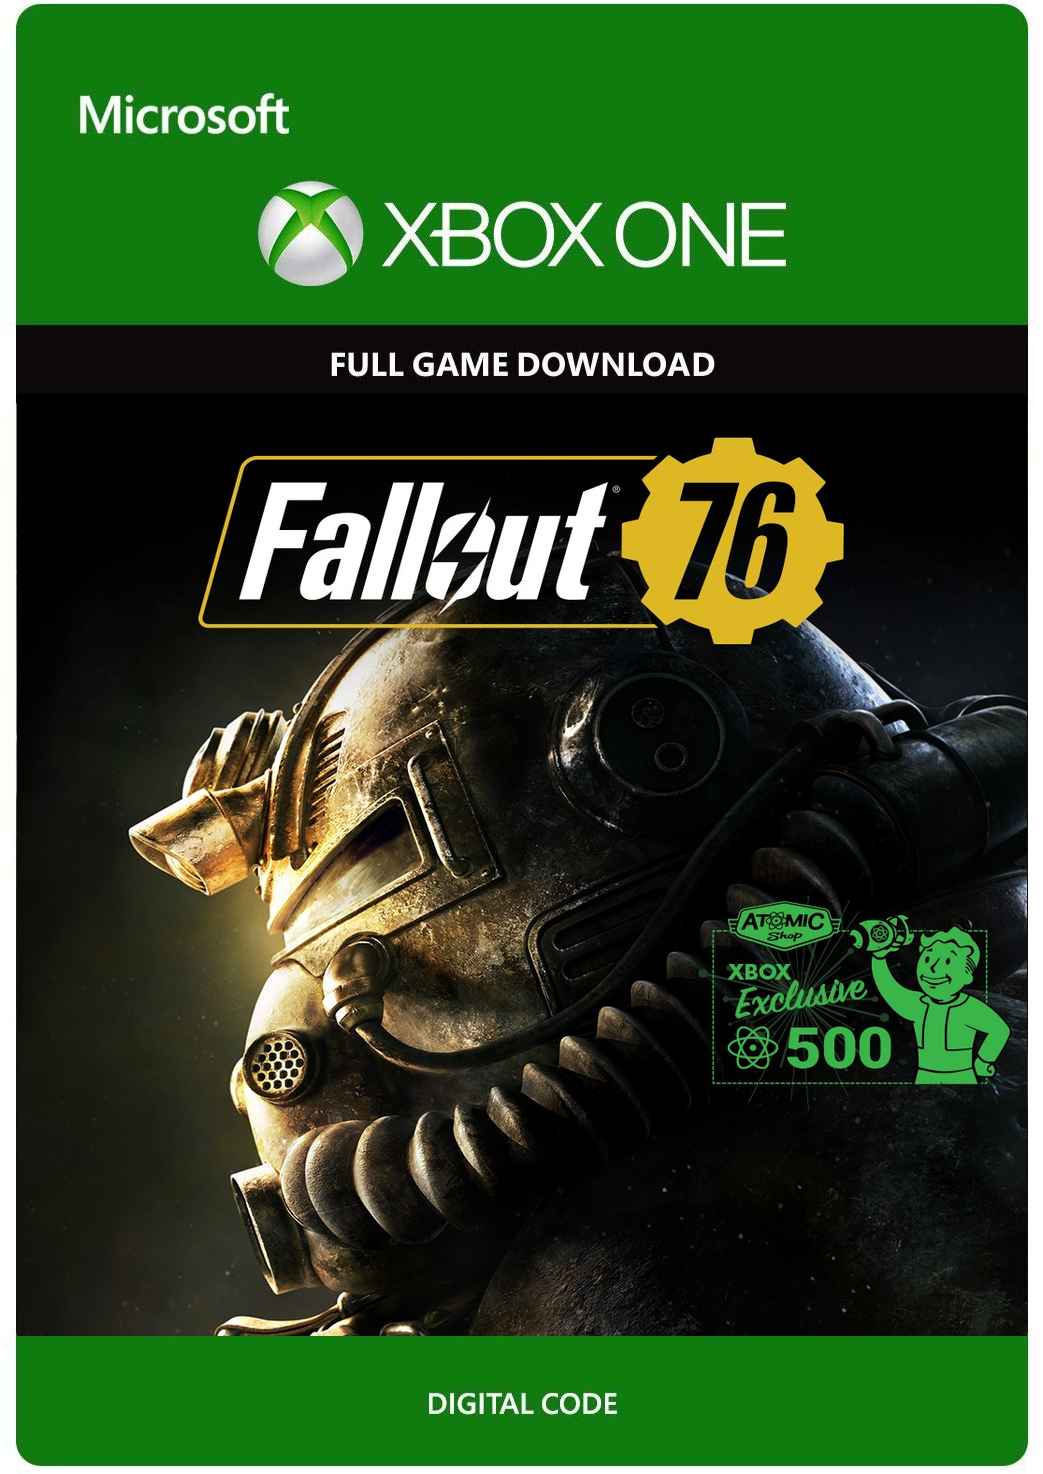 Microsoft
XBOX ONE
FULL GAME DOWNLOAD
Fallout® 76
ATOMIC
Shop
XBOX
Exclusive
500
DIGITAL CODE